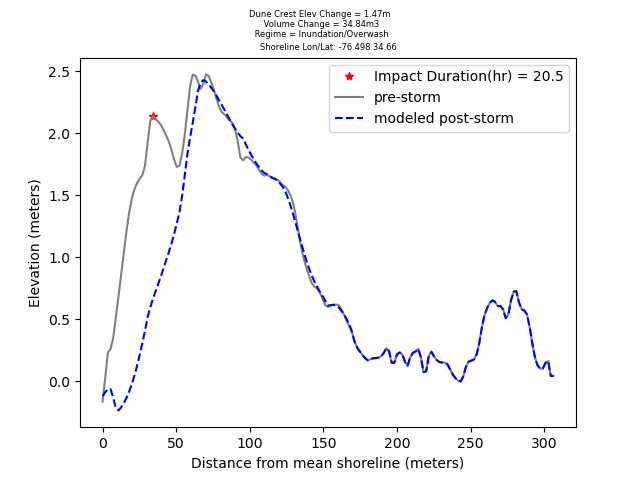 Dune Crest Elev Change = 1.47m
Volume Change = 34.84m3
Regime = Inundation/Overwash
Shoreline Lon/Lat: -76.498 34.66
Impact Duration(hr) = 20.5
pre-storm
modeled post-storm
Elevation (meters)
2.5
2.0
1.5
1.0
0.5
0.0
0 50 100 150 200 250 300
Distance from mean shoreline (meters)